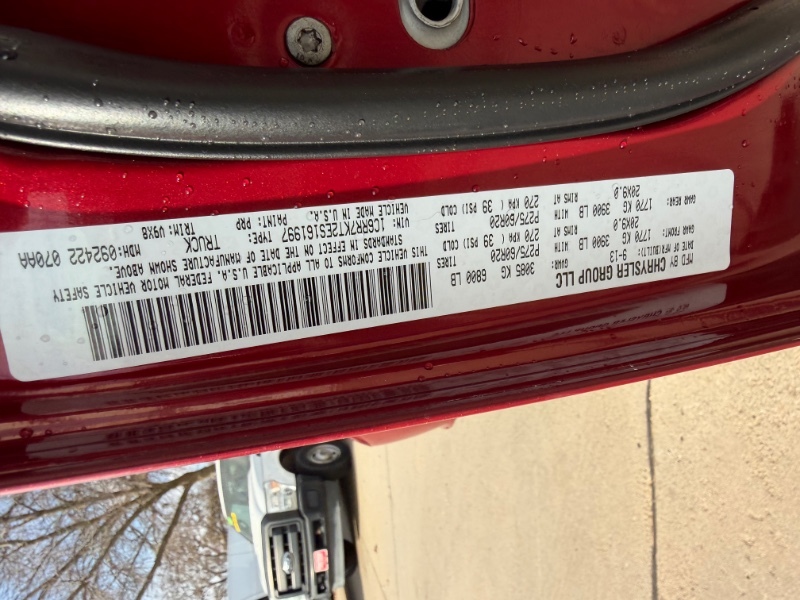 MFD BY CHRYSLER GROUP LLC
DATE OF MFR(BUILT): 9-13 GVWR: 3085 KG 6800 LB
GAWR FRONT: 1770 KG 3900 LB TIRES P275/60R20 RIMS AT 20X9.0 WITH 270 KPA ( 39 PSI) COLD
GAWR REAR: 1770 KG 3900 LB TIRES P275/60R20 RIMS AT 20X9.0 WITH 270 KPA ( 39 PSI) COLD
THIS VEHICLE CONFORMS TO ALL APPLICABLE U.S.A. FEDERAL MOTOR VEHICLE SAFETY
STANDARDS IN EFFECT ON THE DATE OF MANUFACTURE SHOWN ABOVE.
VIN: 1C6RR7KT2ES161997 TYPE: TRUCK MDH: 092422 070AA
VEHICLE MADE IN U.S.A. PAINT: PRP TRIM: V9X8